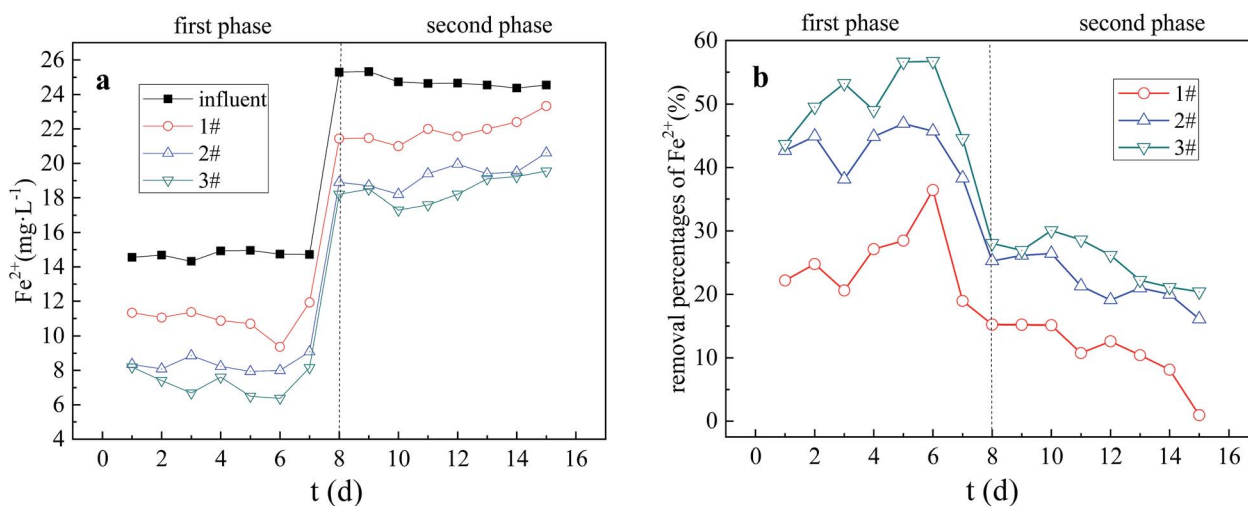 first phase
second phase
a
influent
1#
2#
3#
Fe²⁺(mg·L⁻¹)
26
24
22
20
18
16
14
12
10
8
6
4
0 2 4 6 8 10 12 14 16
t (d)
first phase
second phase
b
1#
2#
3#
removal percentages of Fe²⁺(%)
60
50
40
30
20
10
0
0 2 4 6 8 10 12 14 16
t (d)